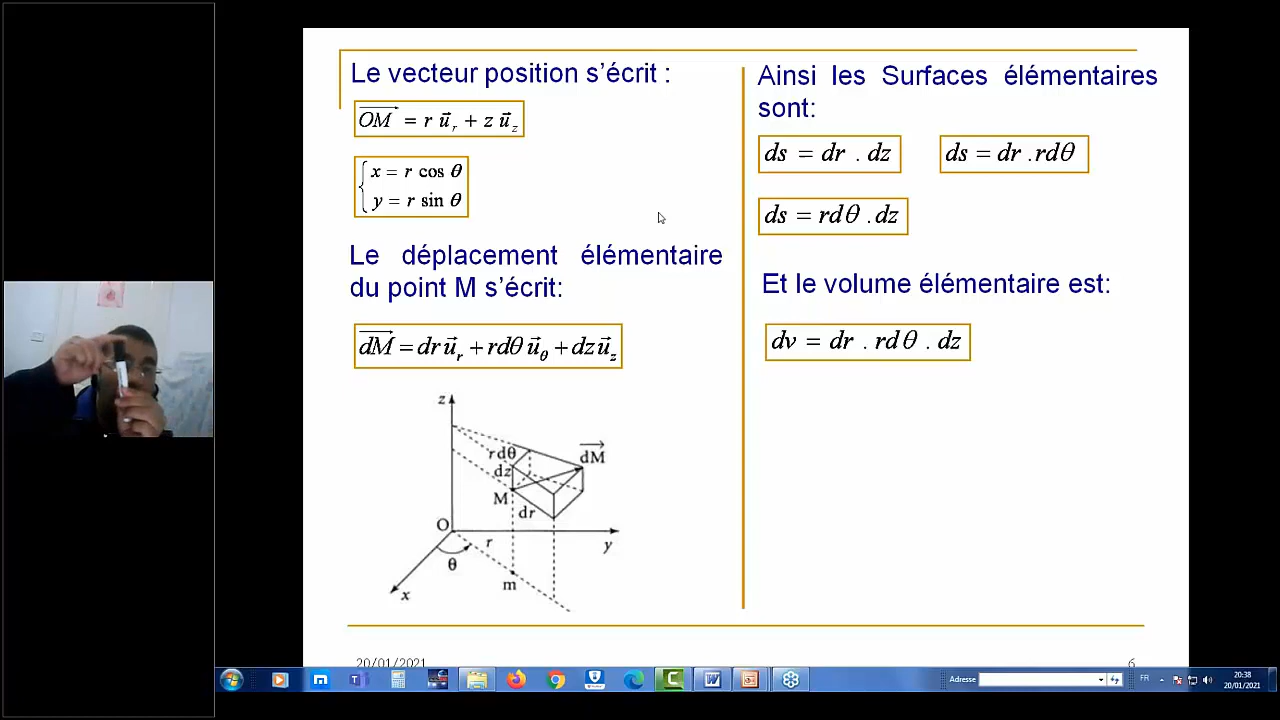 Le vecteur position s'écrit :
OM = r u_r + z u_z
x = r cos θ
y = r sin θ
Le déplacement élémentaire
du point M s'écrit:
dM = dr u_r + rdθ u_θ + dz u_z
z
rdθ
dM
dz
M
dr
O
r
y
θ
m
x
Ainsi les Surfaces élémentaires
sont:
ds = dr . dz
ds = dr .rdθ
ds = rdθ .dz
Et le volume élémentaire est:
dv = dr . rdθ . dz
20/01/2021
6
Adresse
FR
20:38
20/01/2021